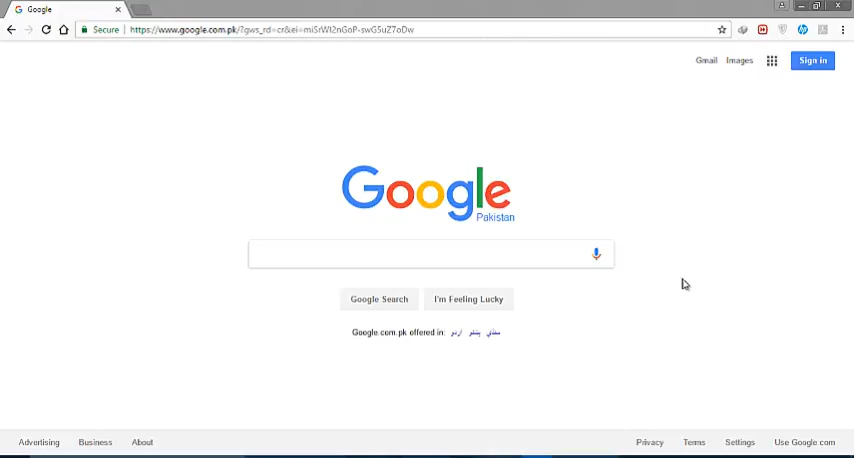 Google
Secure https://www.google.com.pk/?gws_rd=cr&ei=miSrWI2nGoP-swG5uZ7oDw
Gmail Images Sign in
Google
Pakistan
Google Search I'm Feeling Lucky
Google.com.pk offered in: اردو پښتو سنڌي
Advertising Business About Privacy Terms Settings Use Google.com